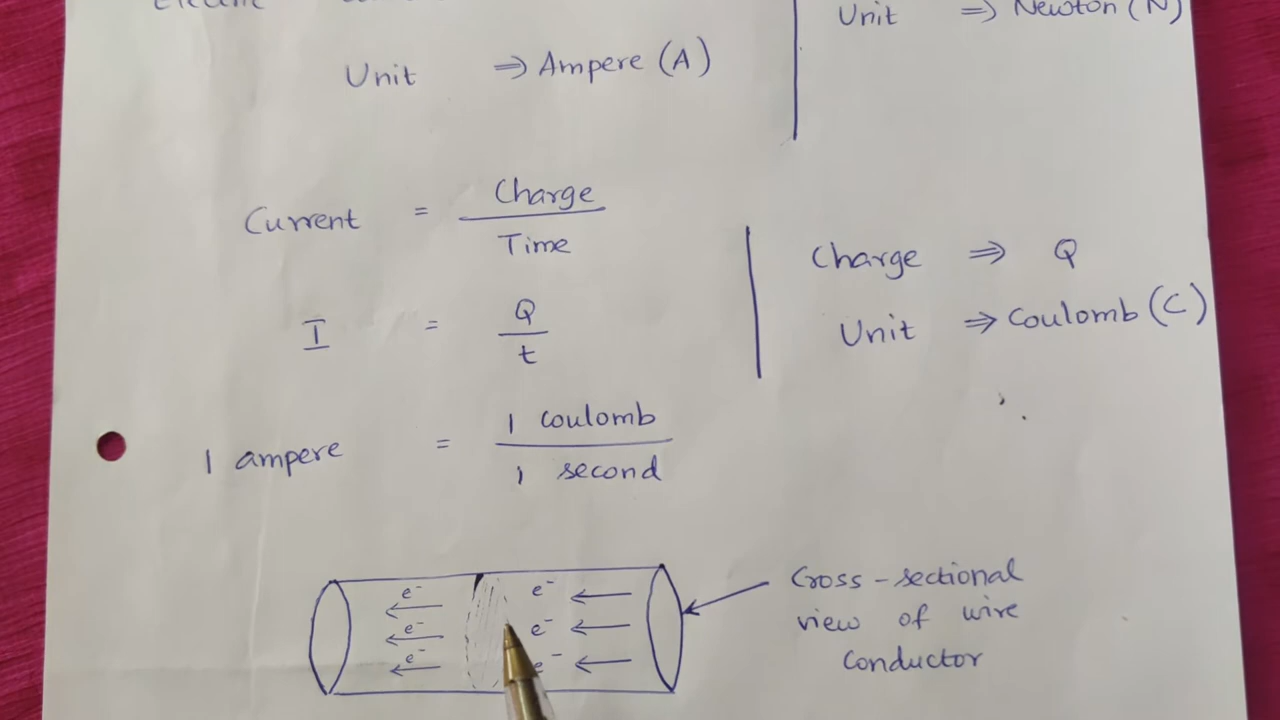 Electric
Unit ⇒ Ampere (A)
Unit ⇒ Newton (N)
Current = Charge / Time
Charge ⇒ Q
I = Q / t
Unit ⇒ Coulomb (C)
1 ampere = 1 coulomb / 1 second
e⁻ e⁻
e⁻ e⁻
e⁻ e⁻
Cross-sectional
view of wire
conductor